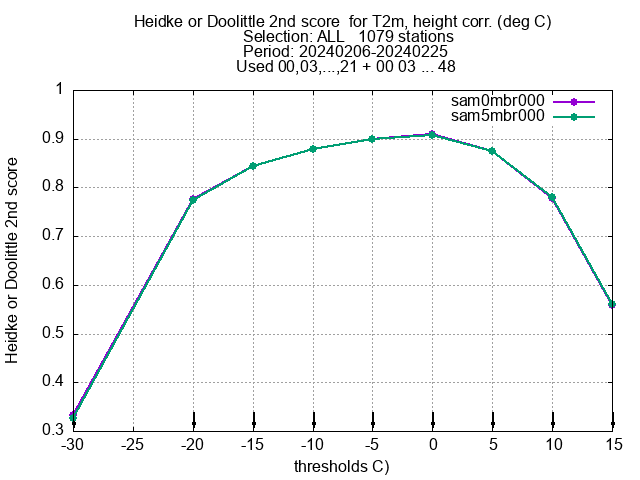 Heidke or Doolittle 2nd score  for T2m, height corr. (deg C)
Selection: ALL   1079 stations
Period: 20240206-20240225
Used 00,03,...,21 + 00 03 ... 48
sam0mbr000
sam5mbr000
1
0.9
0.8
0.7
0.6
0.5
0.4
0.3
Heidke or Doolittle 2nd score
-30 -25 -20 -15 -10 -5 0 5 10 15
thresholds C)